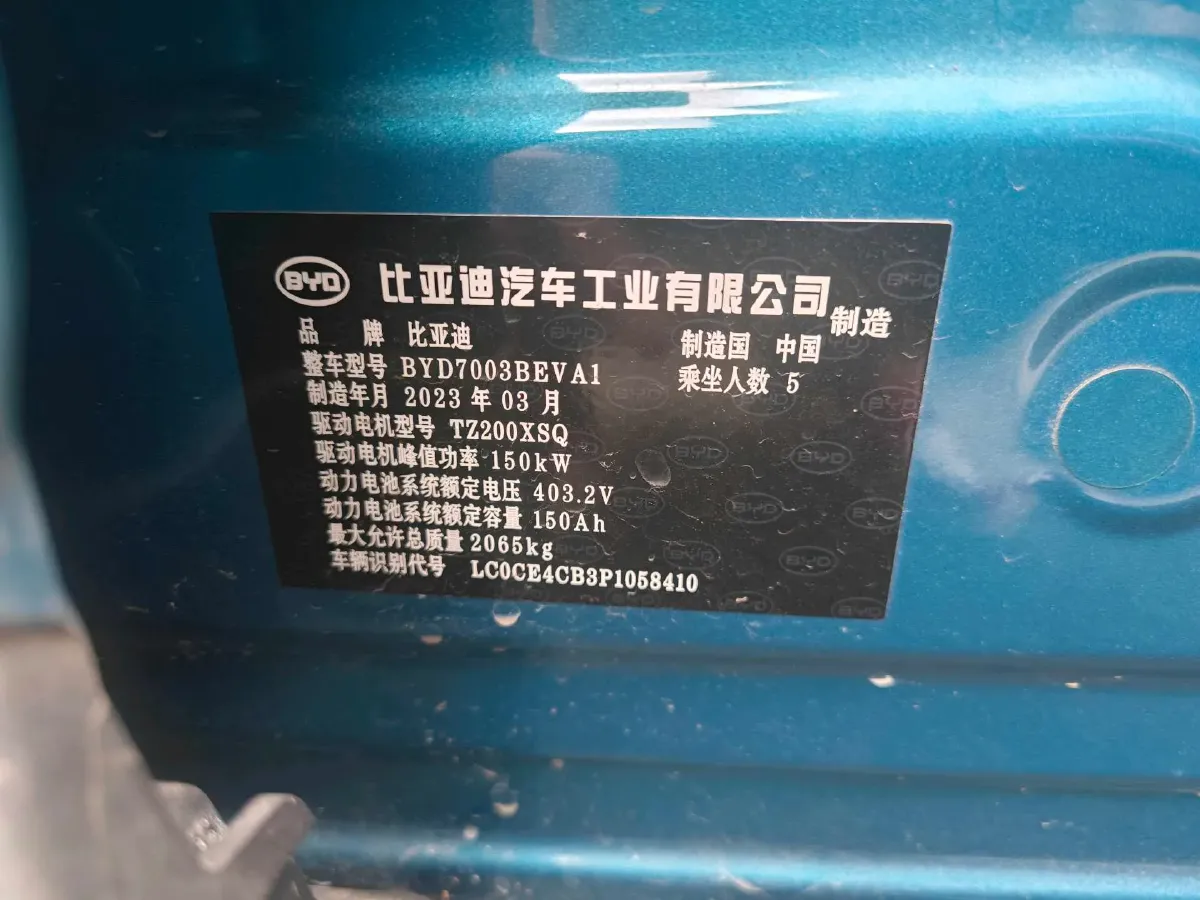 BYD 比亚迪汽车工业有限公司 制造
品 牌 比亚迪 制造国 中国
整车型号 BYD7003BEVA1 乘坐人数 5
制造年月 2023 年 03 月
驱动电机型号 TZ200XSQ
驱动电机峰值功率 150kW
动力电池系统额定电压 403.2V
动力电池系统额定容量 150Ah
最大允许总质量 2065kg
车辆识别代号 LC0CE4CB3P1058410